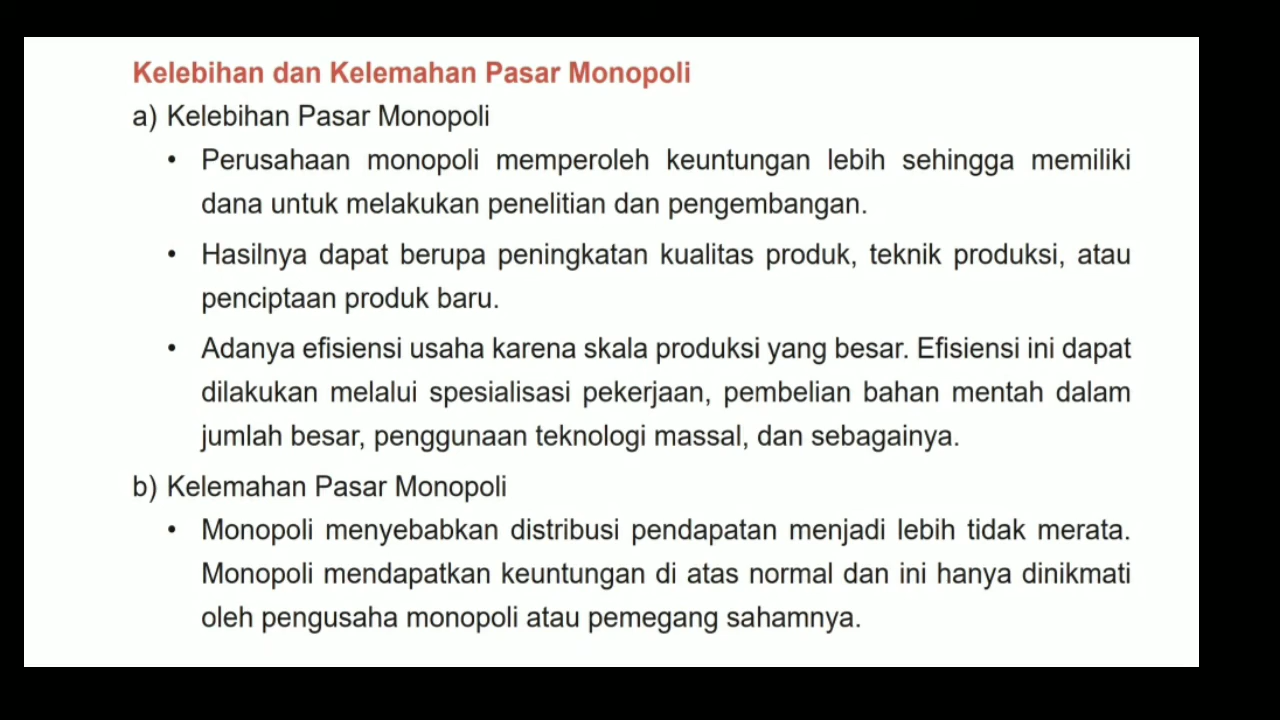 Kelebihan dan Kelemahan Pasar Monopoli
a) Kelebihan Pasar Monopoli
• Perusahaan monopoli memperoleh keuntungan lebih sehingga memiliki
dana untuk melakukan penelitian dan pengembangan.
• Hasilnya dapat berupa peningkatan kualitas produk, teknik produksi, atau
penciptaan produk baru.
• Adanya efisiensi usaha karena skala produksi yang besar. Efisiensi ini dapat
dilakukan melalui spesialisasi pekerjaan, pembelian bahan mentah dalam
jumlah besar, penggunaan teknologi massal, dan sebagainya.
b) Kelemahan Pasar Monopoli
• Monopoli menyebabkan distribusi pendapatan menjadi lebih tidak merata.
Monopoli mendapatkan keuntungan di atas normal dan ini hanya dinikmati
oleh pengusaha monopoli atau pemegang sahamnya.